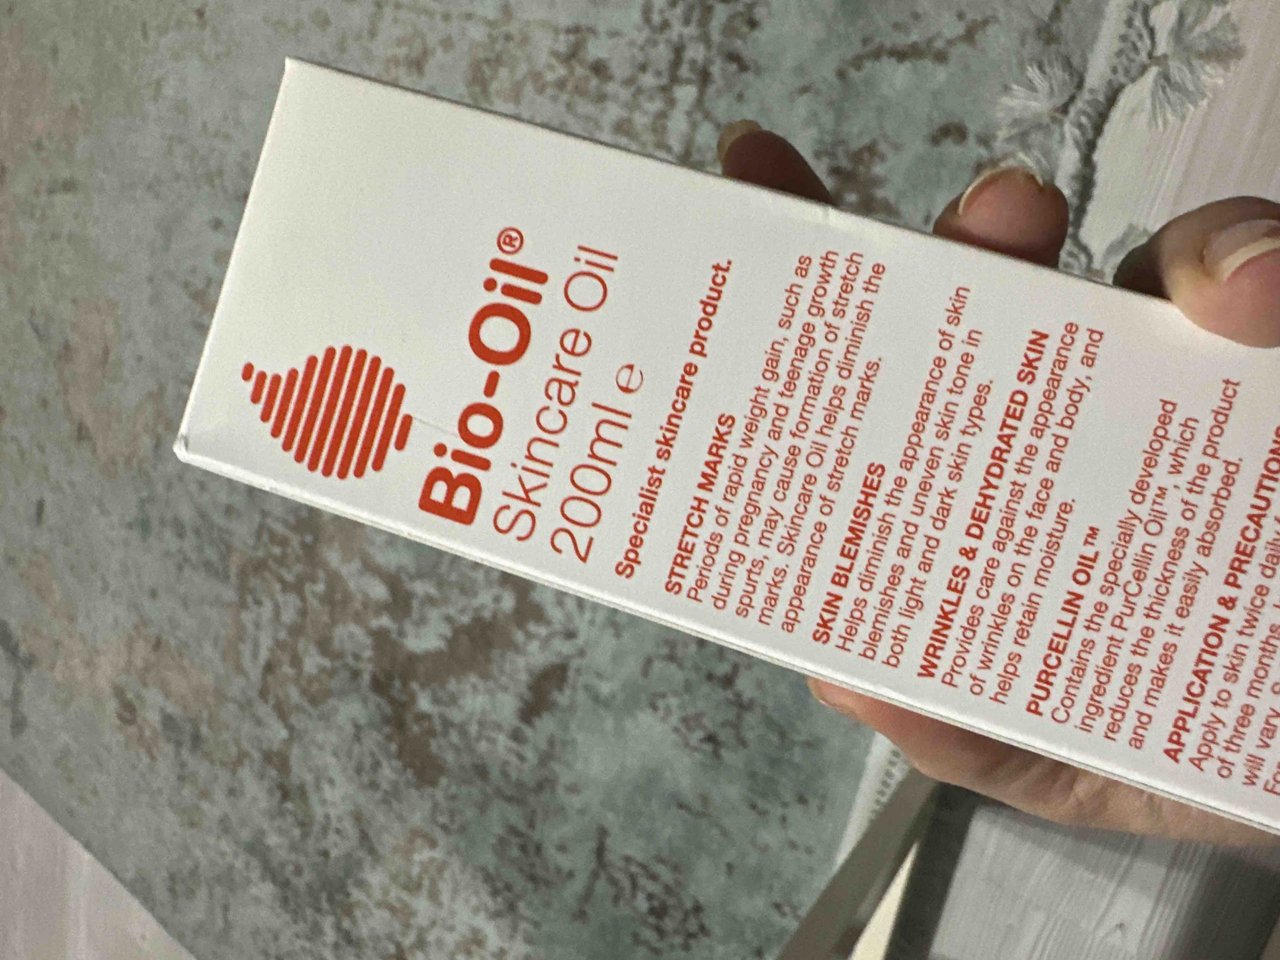 Bio-Oil®
Skincare Oil
200ml ℮
Specialist skincare product.
STRETCH MARKS
Periods of rapid weight gain, such as
during pregnancy and teenage growth
spurts, may cause formation of stretch
marks. Skincare Oil helps diminish the
appearance of stretch marks.
SKIN BLEMISHES
Helps diminish the appearance of skin
blemishes and uneven skin tone in
both light and dark skin types.
WRINKLES & DEHYDRATED SKIN
Provides care against the appearance
of wrinkles on the face and body, and
helps retain moisture.
PURCELLIN OIL™
Contains the specially developed
ingredient PurCellin Oil™, which
reduces the thickness of the product
and makes it easily absorbed.
APPLICATION & PRECAUTION
Apply to skin twice daily
of three months
will vary.